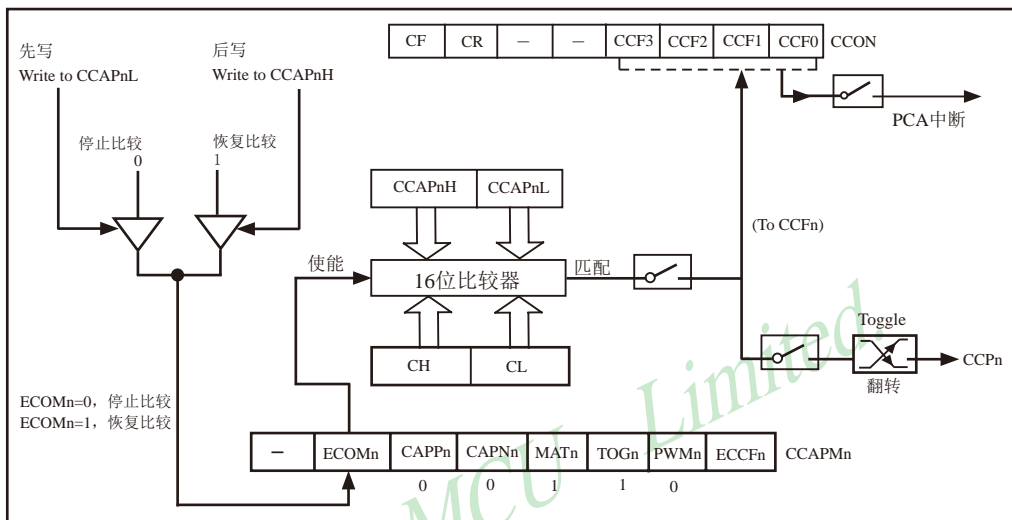 CF CR － － CCF3 CCF2 CCF1 CCF0 CCON
先写
Write to CCAPnL
后写
Write to CCAPnH
PCA中断
停止比较
0
恢复比较
1
CCAPnH CCAPnL
(To CCFn)
使能
16位比较器
匹配
Toggle
CH CL
CCPn
翻转
ECOMn=0，停止比较
ECOMn=1，恢复比较
－ ECOMn CAPPn CAPNn MATn TOGn PWMn ECCFn CCAPMn
0 0 1 1 0
MCU Limited.